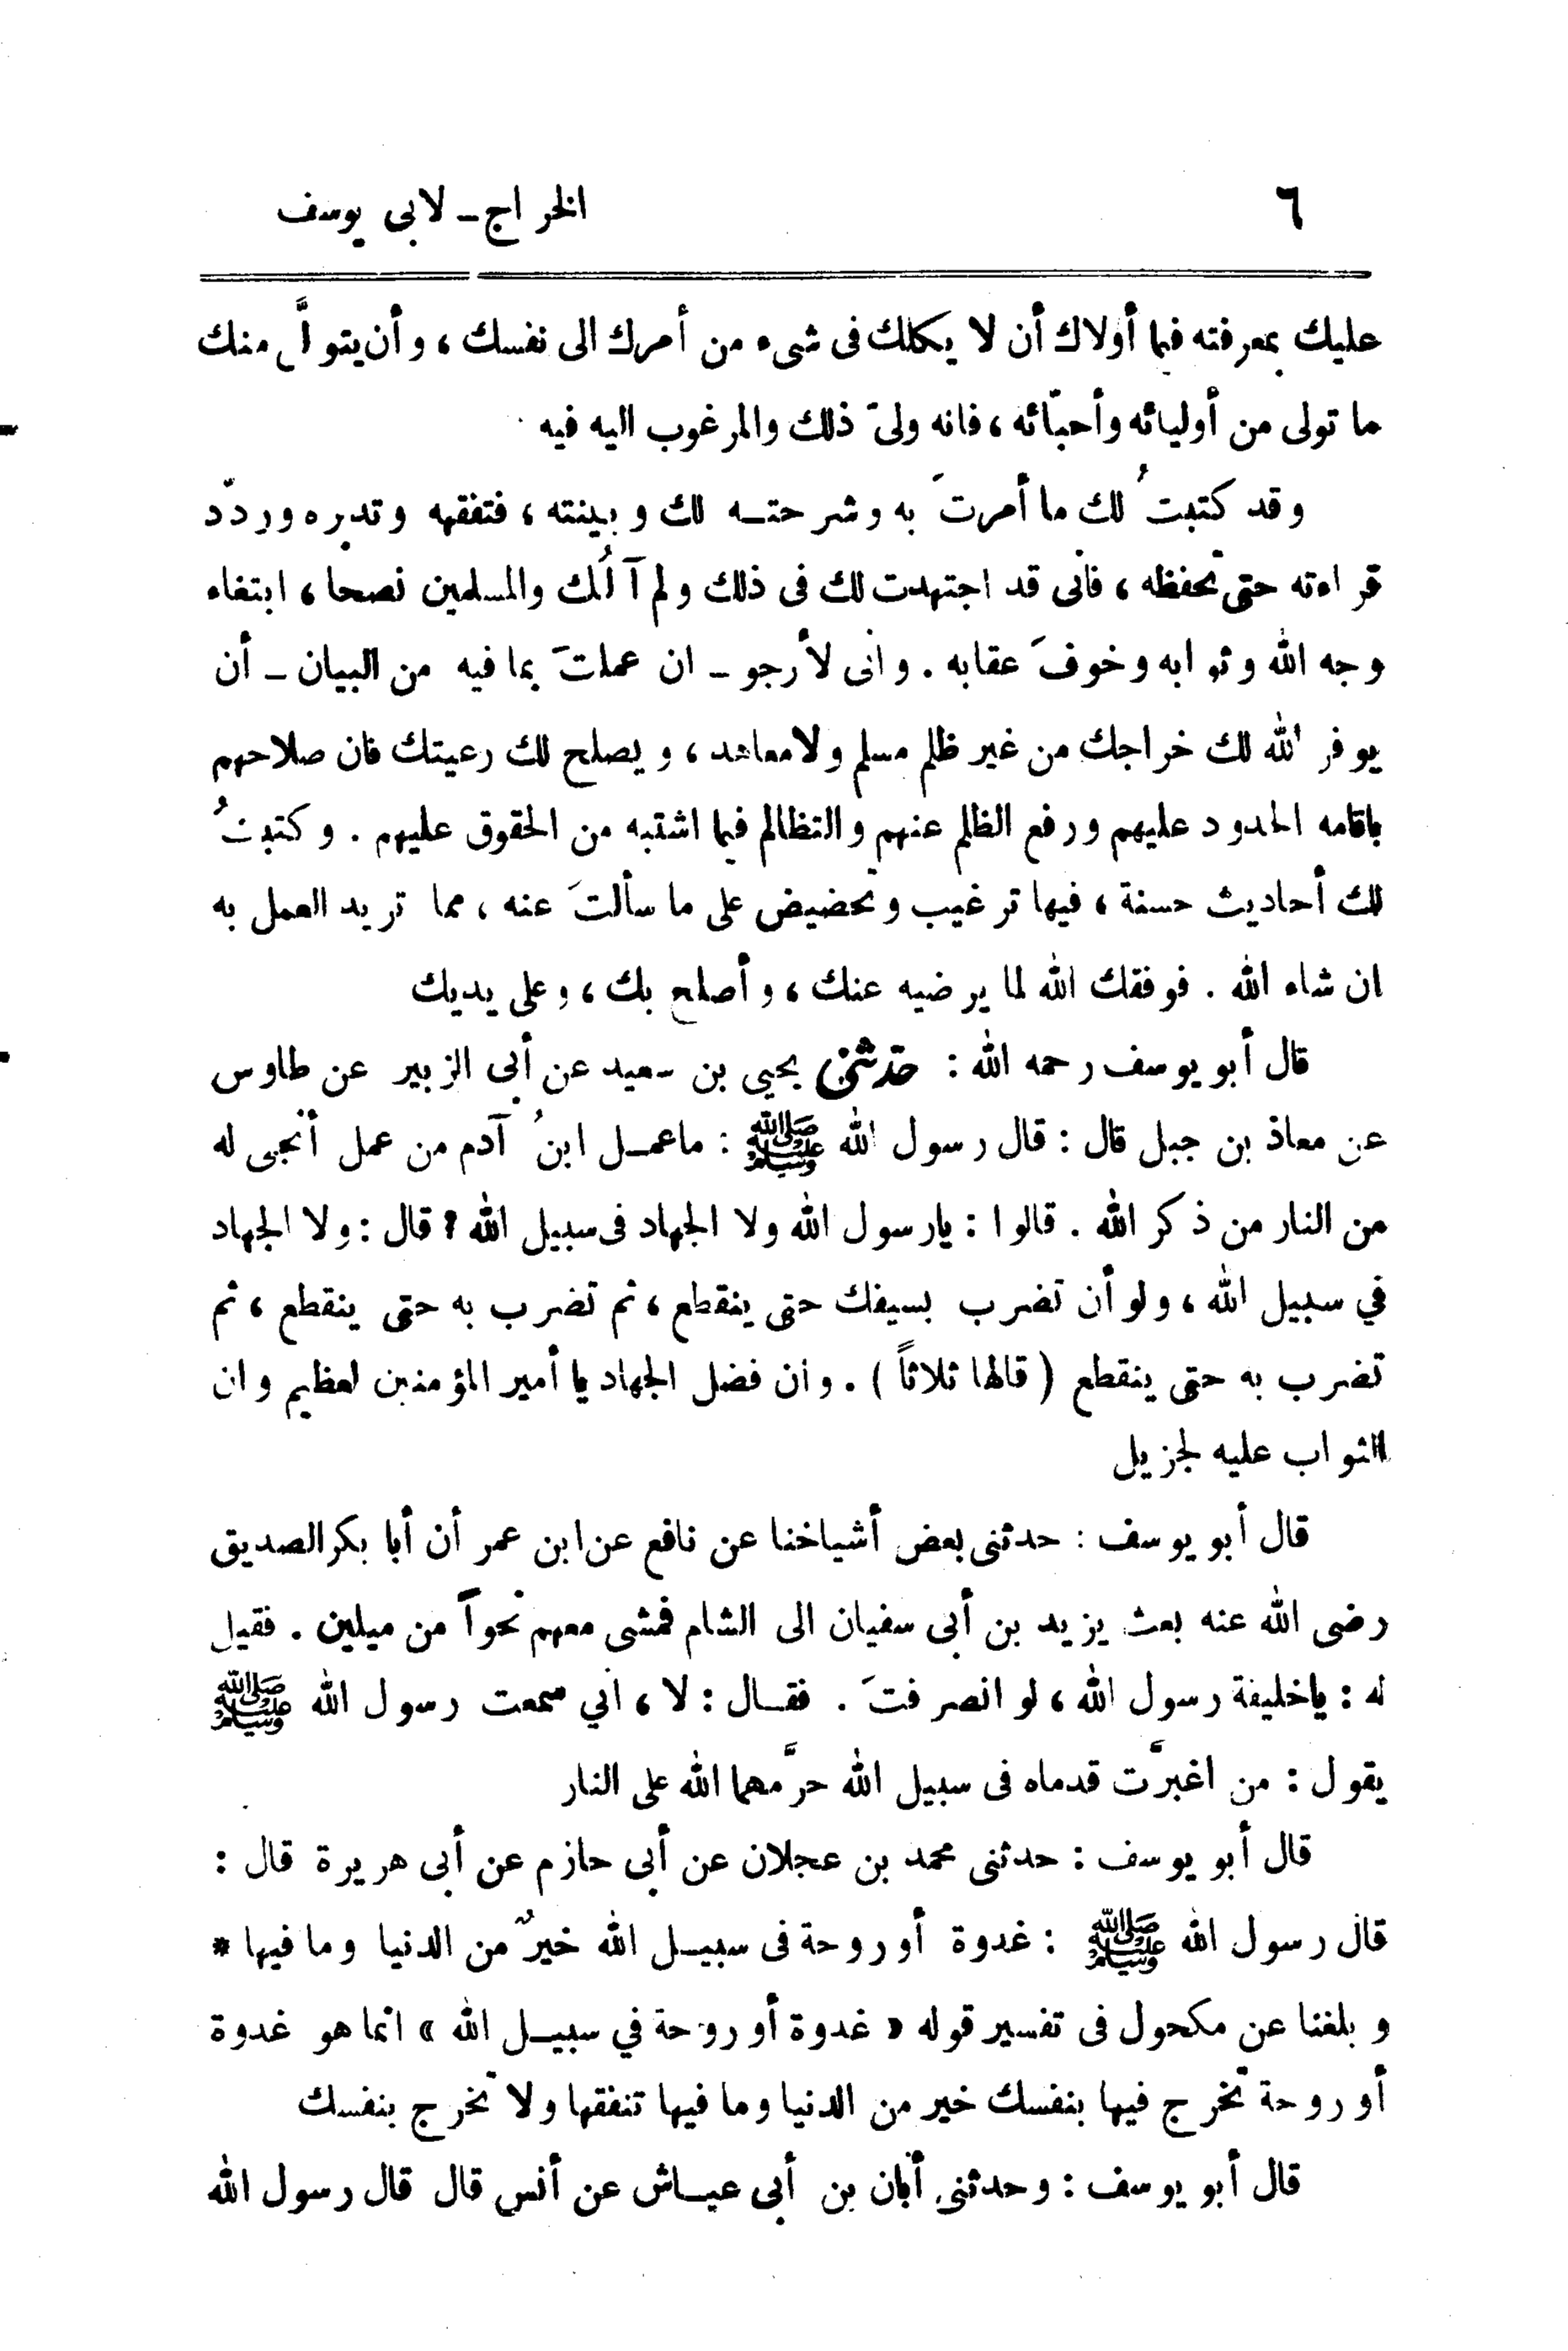 ٦ الخراج ـ لابى يوسف
عليك بمعرفته فيما أولاك أن لا يكلك فى شىء من أمرك الى نفسك ، وأن يتولَّى منك
ما تولى من أوليائه وأحبّائه ، فانه ولىّ ذلك والمرغوب اليه فيه
وقد كتبتُ لك ما أمرتَ به وشرحتـه لك وبينته ، فتفقهه وتدبره وردّد
قراءته حتى تحفظه ، فانى قد اجتهدت لك فى ذلك ولم آلُك والمسلمين نصحا ، ابتغاء
وجه الله وثوابه وخوفَ عقابه . وانى لأرجو ـ ان عملتَ بما فيه من البيان ـ أن
يوفر الله لك خراجك من غير ظلم مسلم ولا معاهد ، ويصلح لك رعيتك فان صلاحهم
باقامه الحدود عليهم ورفع الظلم عنهم والتظالم فيما اشتبه من الحقوق عليهم . وكتبتُ
لك أحاديث حسنة ، فيها ترغيب وتحضيض على ما سألتَ عنه ، مما تريد العمل به
ان شاء الله . فوفقك الله لما يرضيه عنك ، وأصلح بك ، وعلى يديك
قال أبو يوسف رحمه الله : حدثنى يحيى بن سعيد عن أبى الزبير عن طاوس
عن معاذ بن جبل قال : قال رسول الله ﷺ : ما عمـل ابنُ آدم من عمل أنجى له
من النار من ذكر الله . قالوا : يارسول الله ولا الجهاد فى سبيل الله ؟ قال : ولا الجهاد
في سبيل الله ، ولو أن تضرب بسيفك حتى ينقطع ، ثم تضرب به حتى ينقطع ، ثم
تضرب به حتى ينقطع ( قالها ثلاثاً ) . وان فضل الجهاد يا أمير المؤمنين لعظيم وان
الثواب عليه لجزيل
قال أبو يوسف : حدثنى بعض أشياخنا عن نافع عن ابن عمر أن أبا بكر الصديق
رضى الله عنه بعث يزيد بن أبى سفيان الى الشام فمشى معهم نحواً من ميلين . فقيل
له : ياخليفة رسول الله ، لو انصرفتَ . فقـال : لا ، انى سمعت رسول الله ﷺ
يقول : من اغبرَّت قدماه فى سبيل الله حرَّمهما الله على النار
قال أبو يوسف : حدثنى محمد بن عجلان عن أبى حازم عن أبى هريرة قال :
قال رسول الله ﷺ : غدوة أو روحة فى سبيـل الله خيرٌ من الدنيا وما فيها *
وبلغنا عن مكحول فى تفسير قوله « غدوة أو روحة في سبيـل الله » انما هو غدوة
أو روحة تخرج فيها بنفسك خير من الدنيا وما فيها تنفقها ولا تخرج بنفسك
قال أبو يوسف : وحدثنى أبان بن أبى عيـاش عن أنس قال قال رسول الله